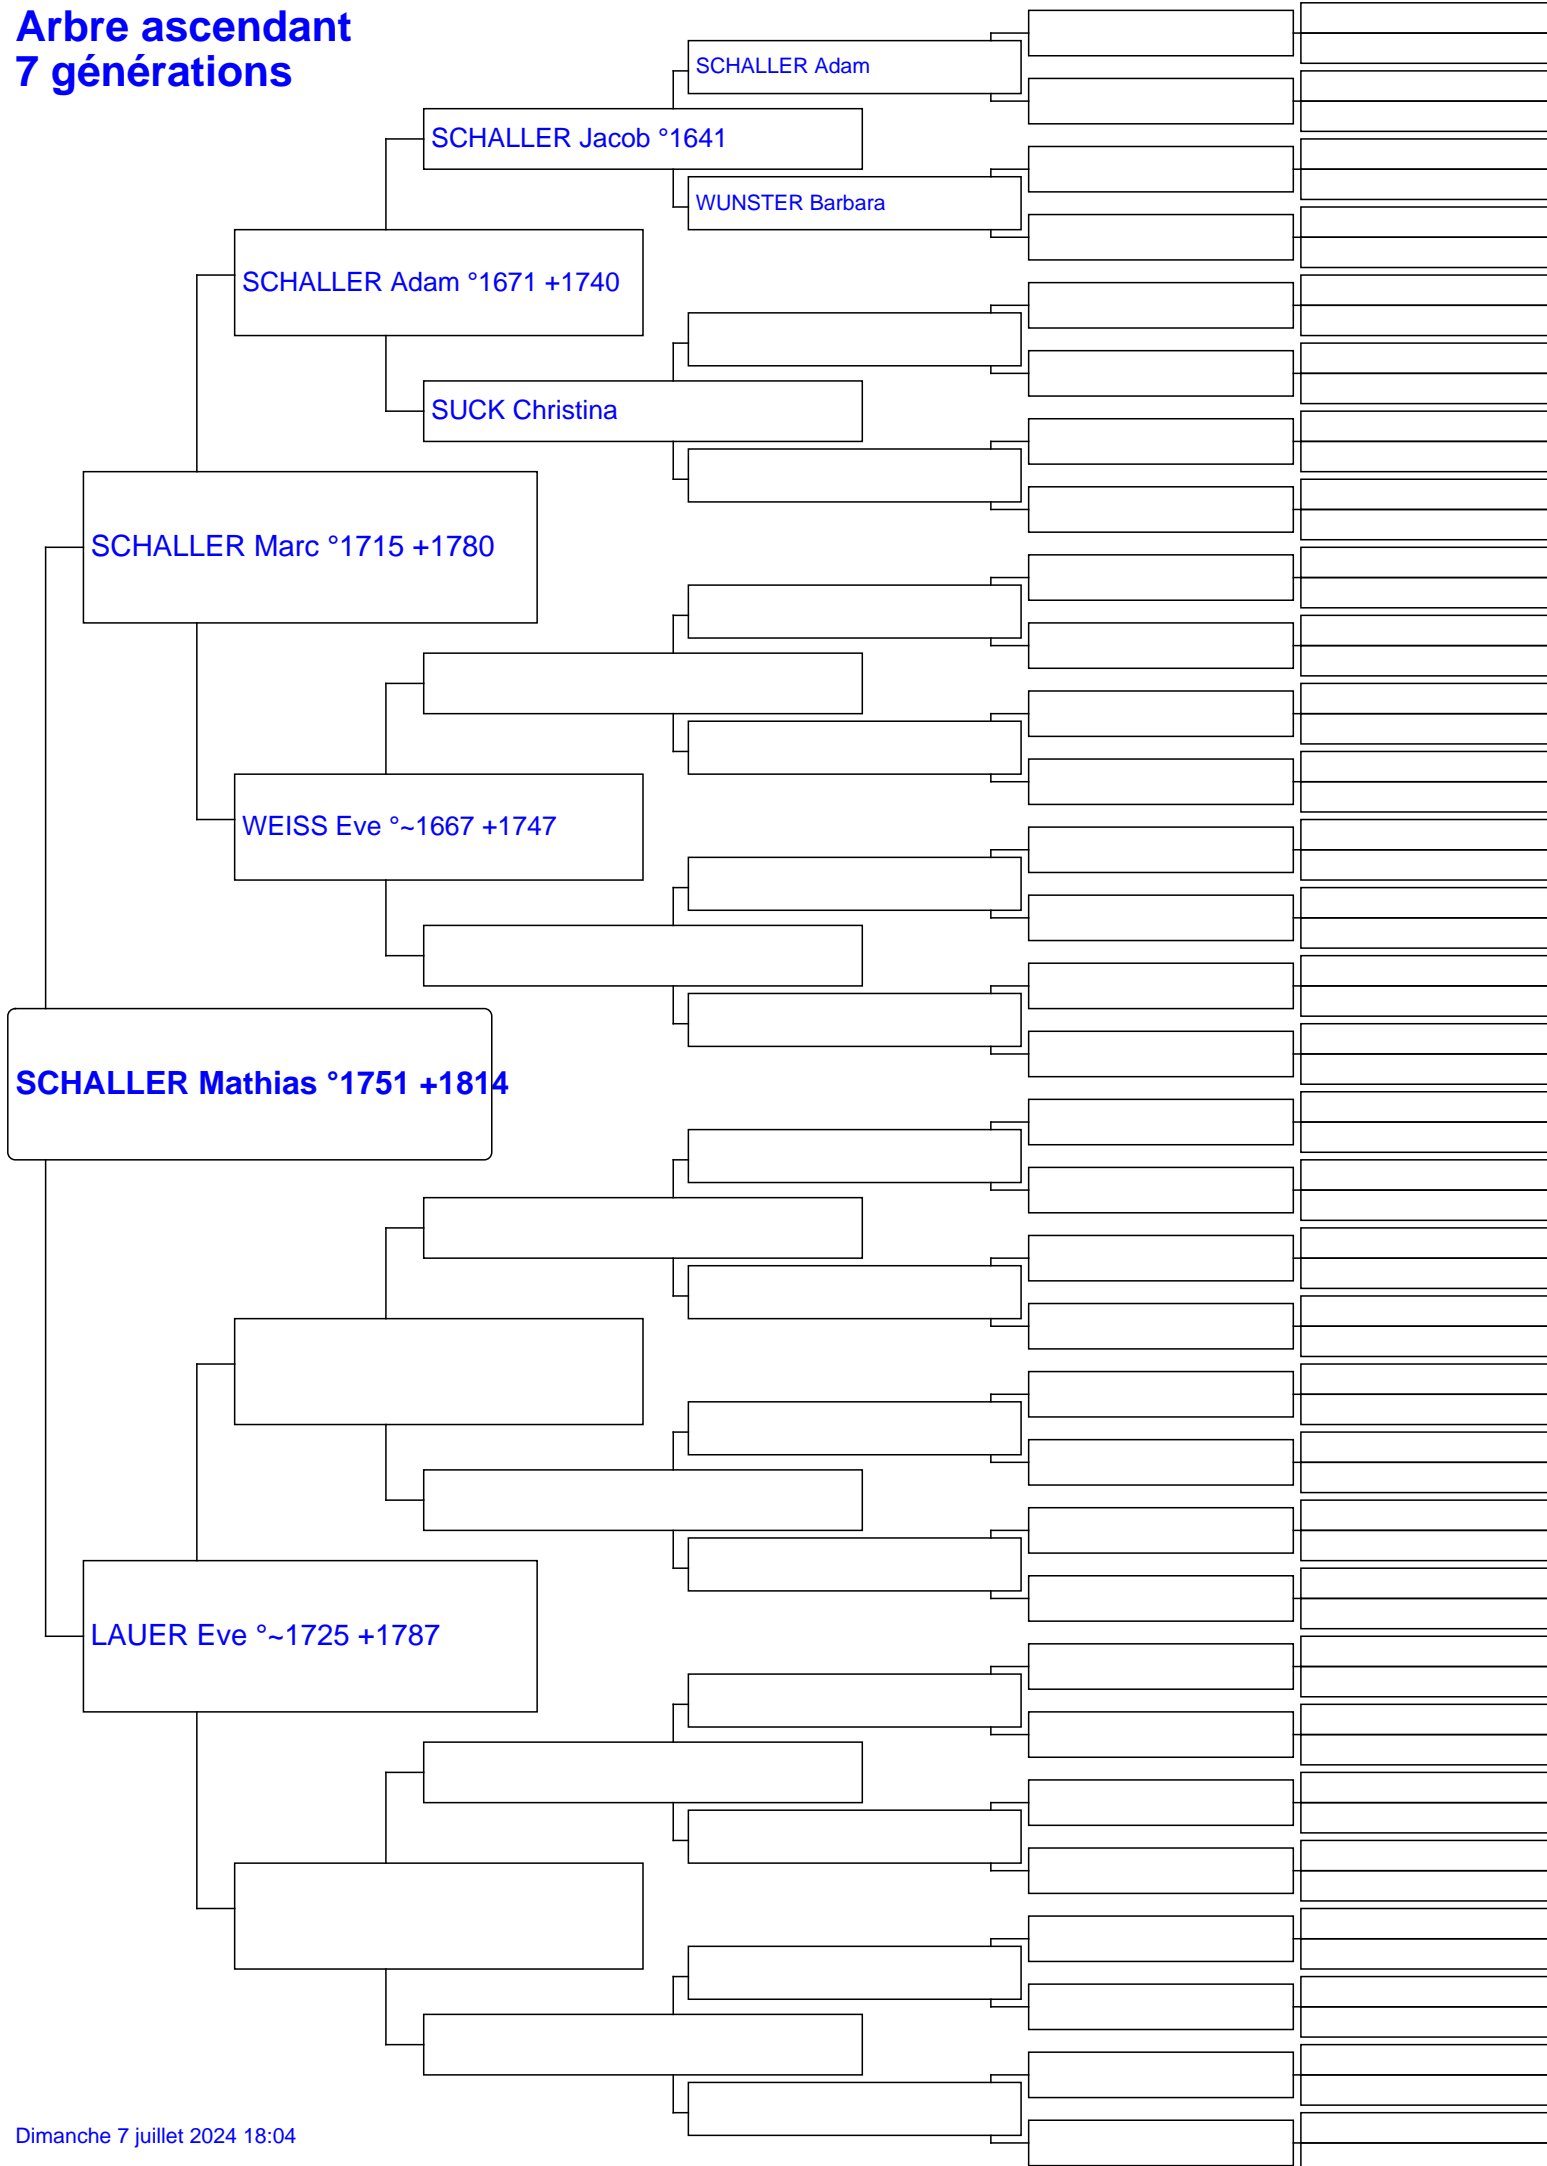 Arbre ascendant
7 générations
SCHALLER Adam
SCHALLER Jacob °1641
WUNSTER Barbara
SCHALLER Adam °1671 +1740
SUCK Christina
SCHALLER Marc °1715 +1780
WEISS Eve °~1667 +1747
SCHALLER Mathias °1751 +1814
LAUER Eve °~1725 +1787
Dimanche 7 juillet 2024 18:04